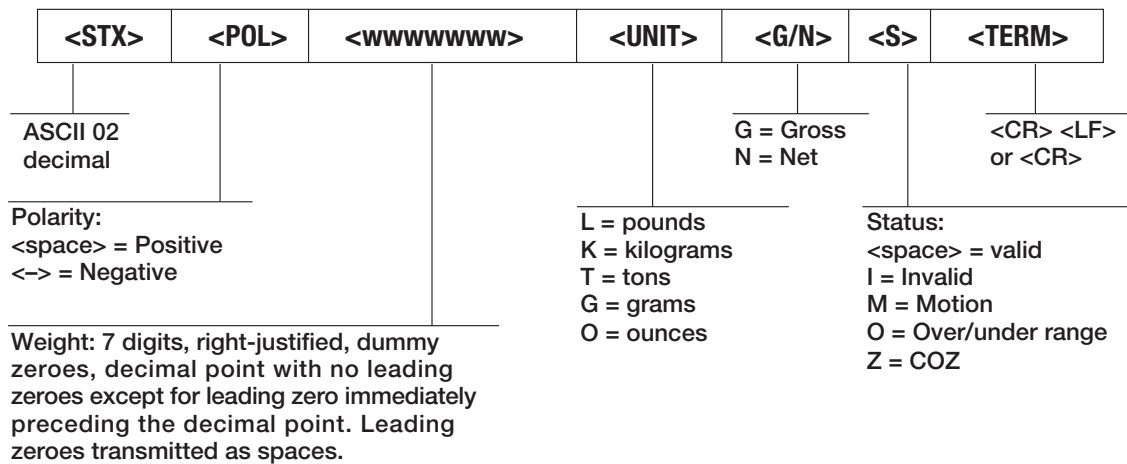 <STX> <POL> <wwwwwww> <UNIT> <G/N> <S> <TERM>
ASCII 02
decimal
G = Gross
N = Net
<CR> <LF>
or <CR>
Polarity:
<space> = Positive
<–> = Negative
L = pounds
K = kilograms
T = tons
G = grams
O = ounces
Status:
<space> = valid
I = Invalid
M = Motion
O = Over/under range
Z = COZ
Weight: 7 digits, right-justified, dummy
zeroes, decimal point with no leading
zeroes except for leading zero immediately
preceding the decimal point. Leading
zeroes transmitted as spaces.